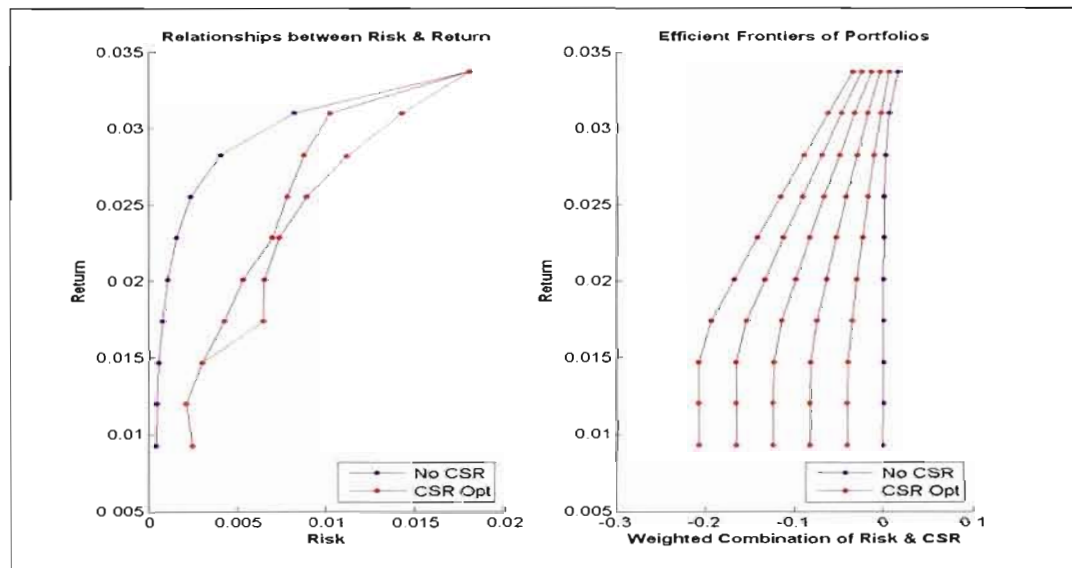 Relationships between Risk & Return
0.035
0.03
0.025
0.02
0.015
0.01
0.005
Return
0
0.005
0.01
0.015
0.02
Risk
No CSR
CSR Opt
Efficient Frontiers of Portfolios
0.035
0.03
0.025
0.02
0.015
0.01
0.005
Return
-0.3
-0.2
-0.1
0
0.1
Weighted Combination of Risk & CSR
No CSR
CSR Opt